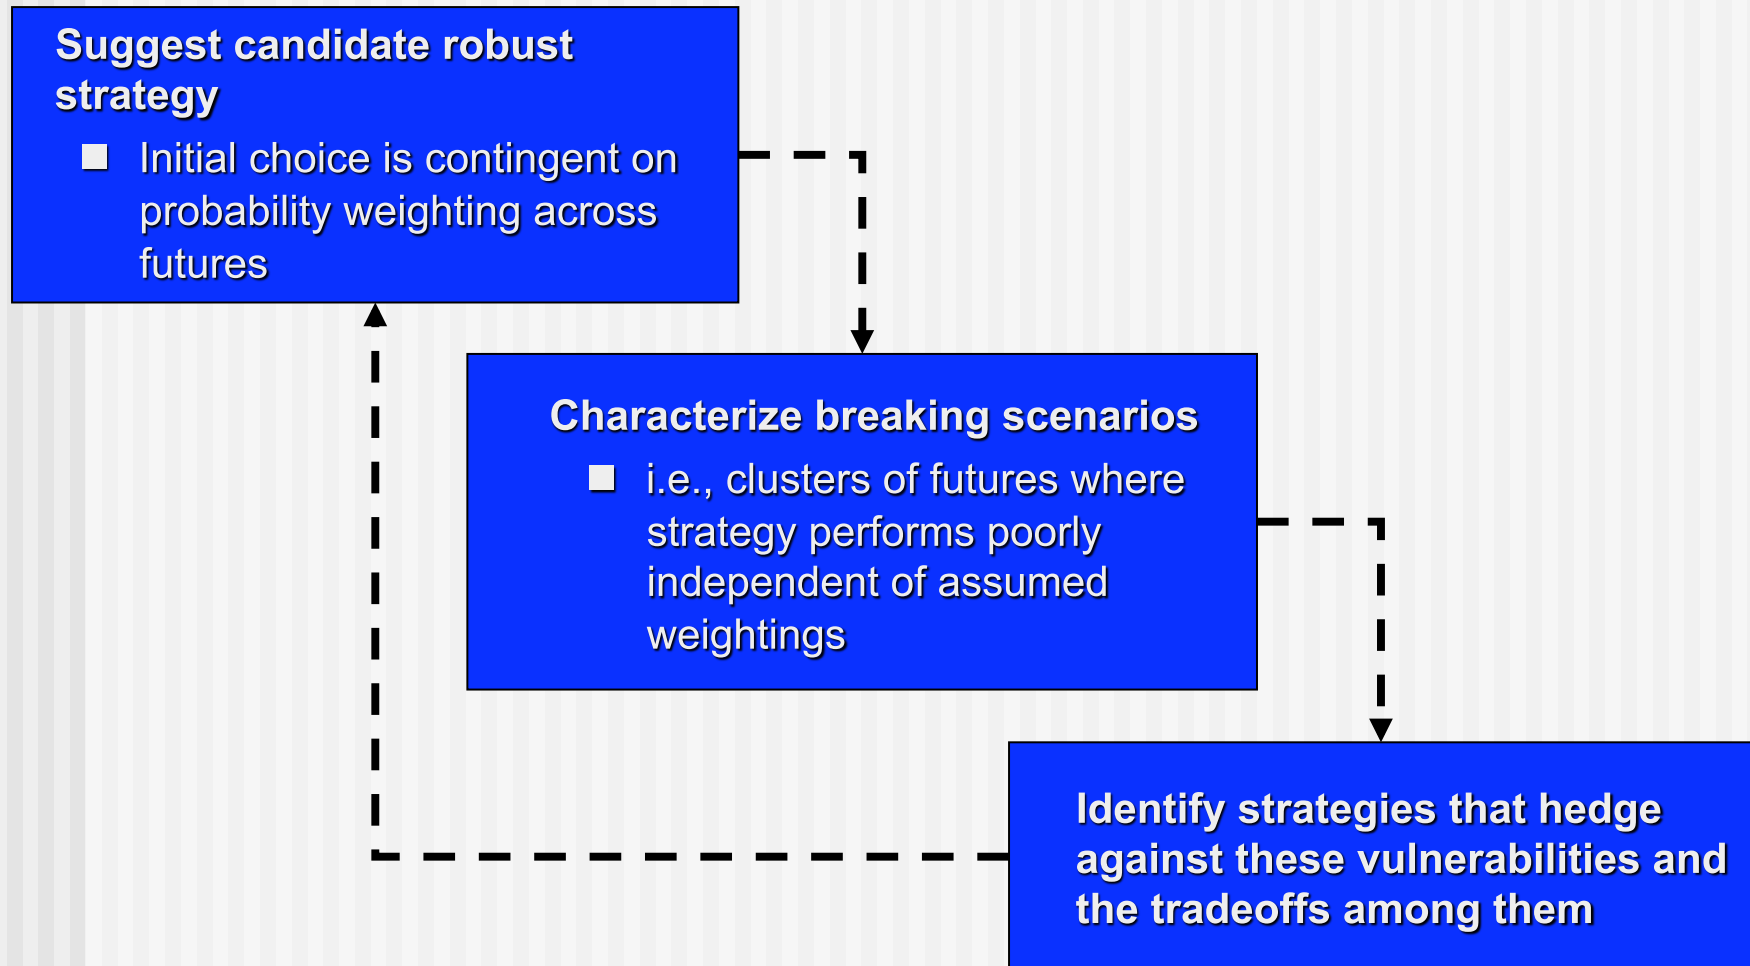 Suggest candidate robust
strategy
Initial choice is contingent on
probability weighting across
futures
Characterize breaking scenarios
i.e., clusters of futures where
strategy performs poorly
independent of assumed
weightings
Identify strategies that hedge
against these vulnerabilities and
the tradeoffs among them